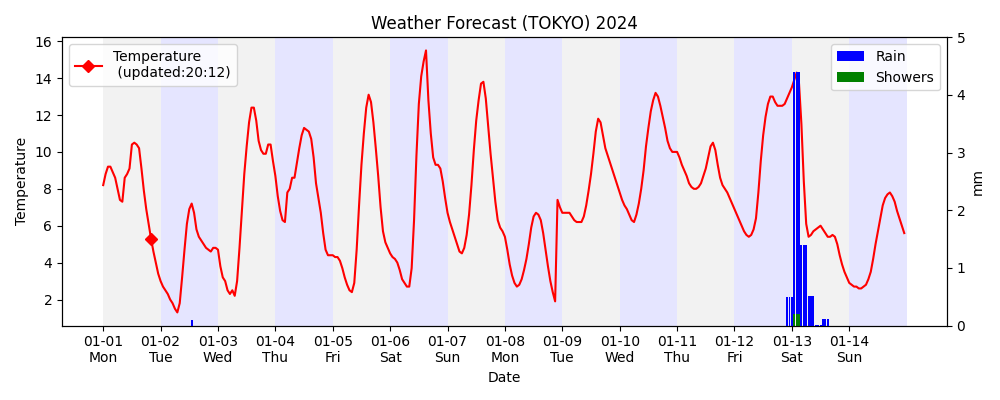 Weather Forecast (TOKYO) 2024
Temperature
(updated:20:12)
Rain
Showers
Temperature
16
14
12
10
8
6
4
2
5
4
3
2
1
0
mm
01-01 01-02 01-03 01-04 01-05 01-06 01-07 01-08 01-09 01-10 01-11 01-12 01-13 01-14
Mon Tue Wed Thu Fri Sat Sun Mon Tue Wed Thu Fri Sat Sun
Date